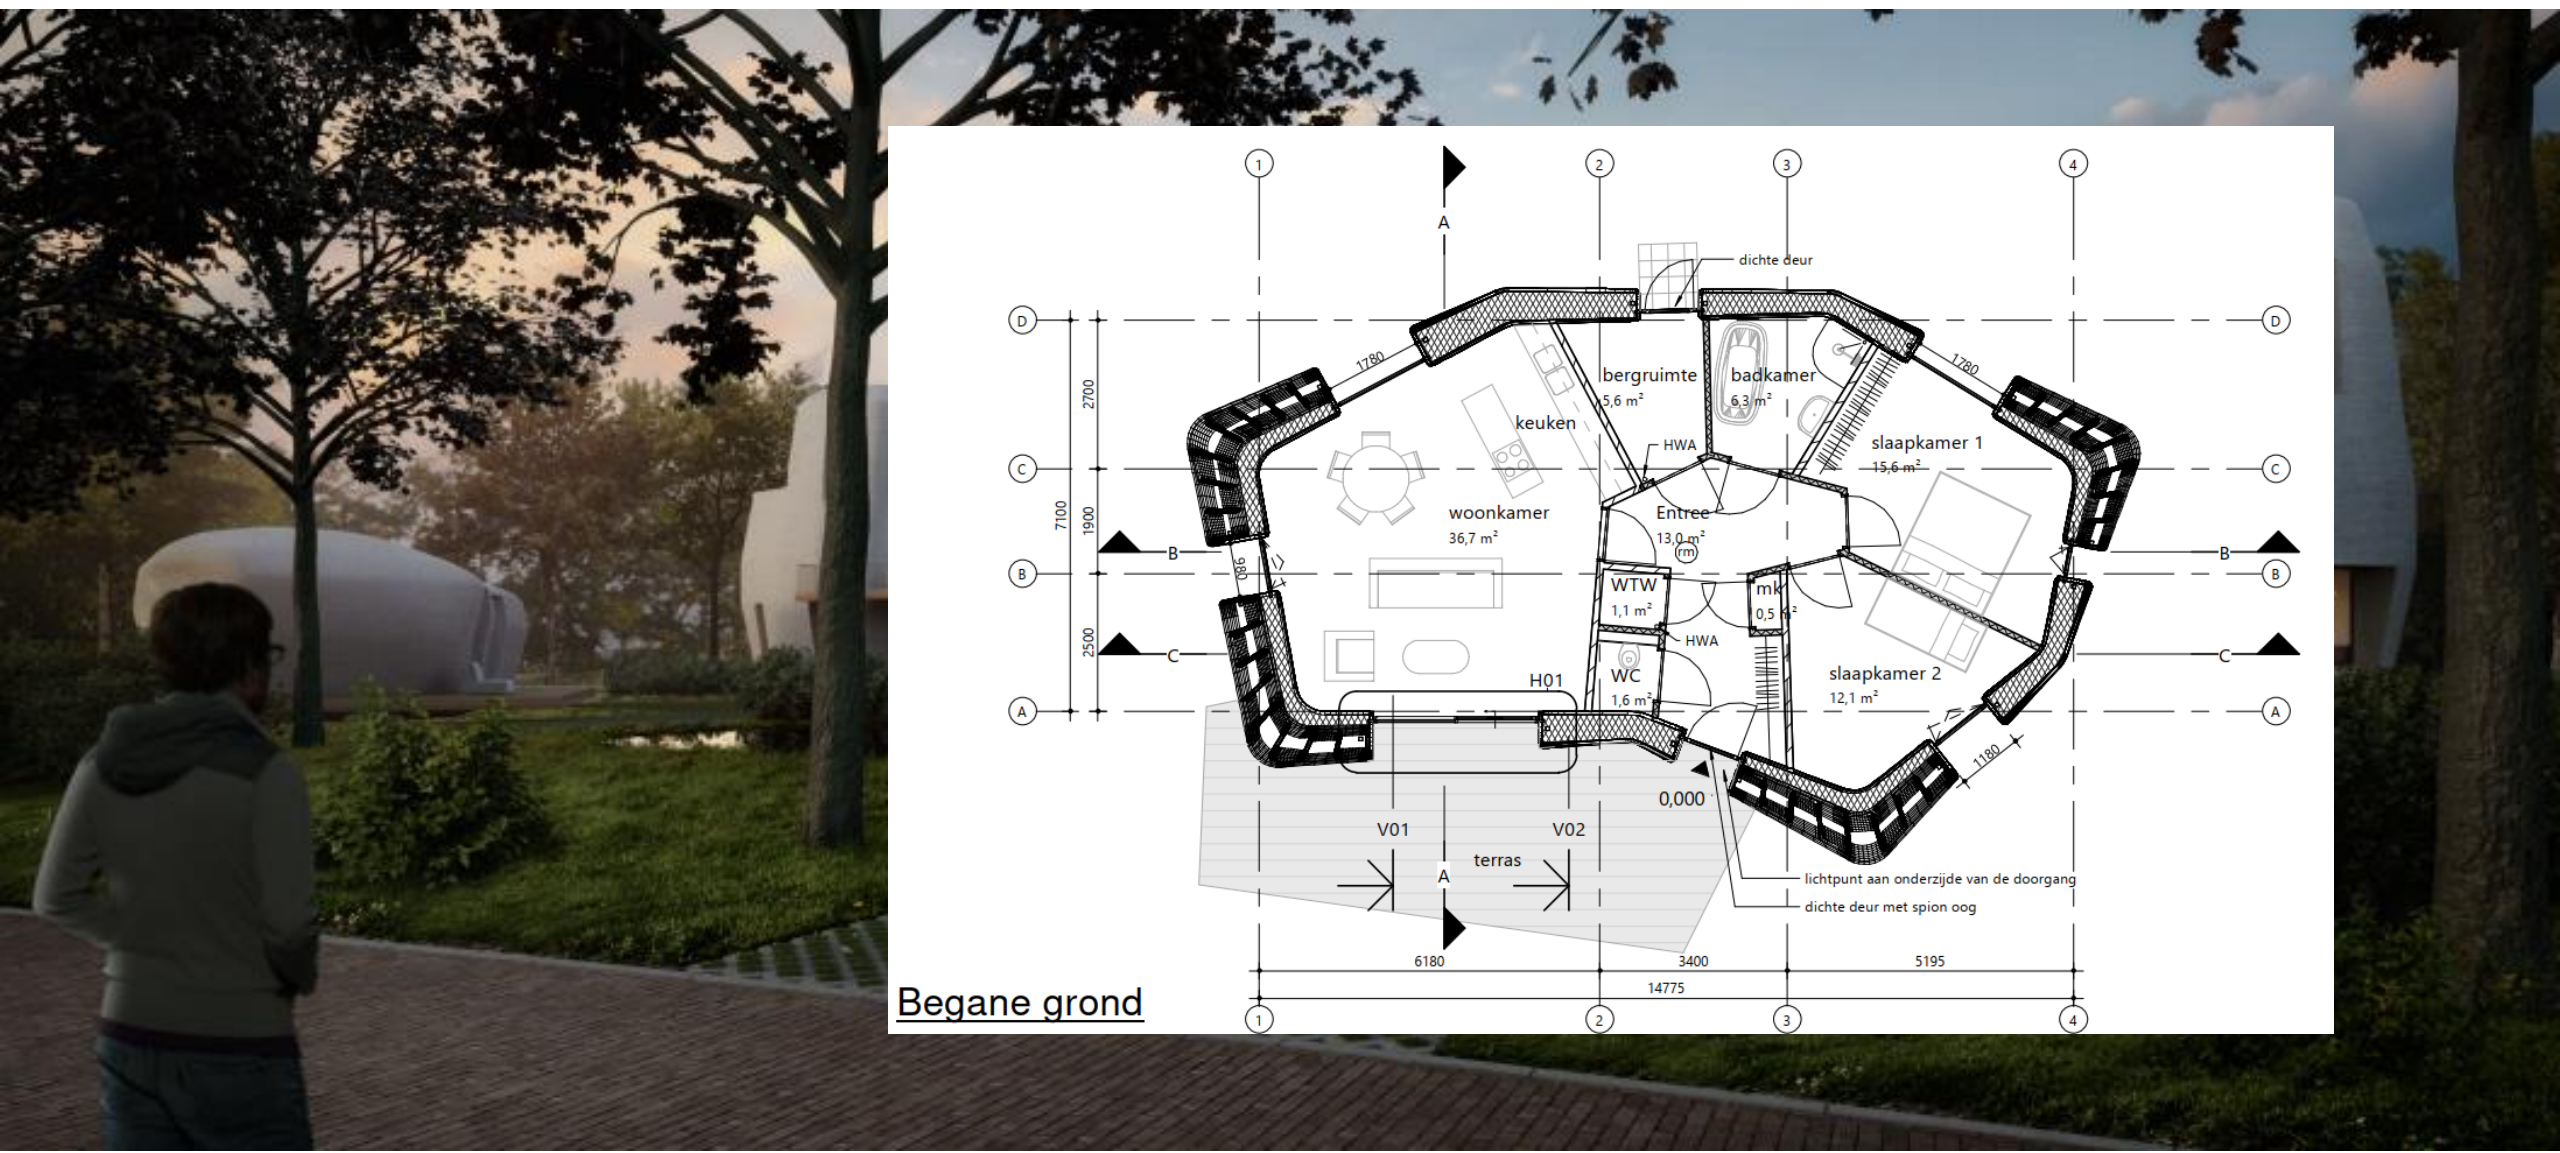 1
2
3
4
A
dichte deur
D
D
1780
1780
2700
bergruimte
5,6 m²
badkamer
6,3 m²
keuken
HWA
slaapkamer 1
15,6 m²
C
C
7100
1900
woonkamer
36,7 m²
Entree
13,0 m²
rm
B
B
980
B
B
WTW
1,1 m²
mk
0,5 m²
2500
HWA
C
C
slaapkamer 2
12,1 m²
WC
1,6 m²
H01
A
A
1180
0,000
V01
V02
terras
A
lichtpunt aan onderzijde van de doorgang
dichte deur met spion oog
6180
3400
5195
14775
Begane grond
1
2
3
4